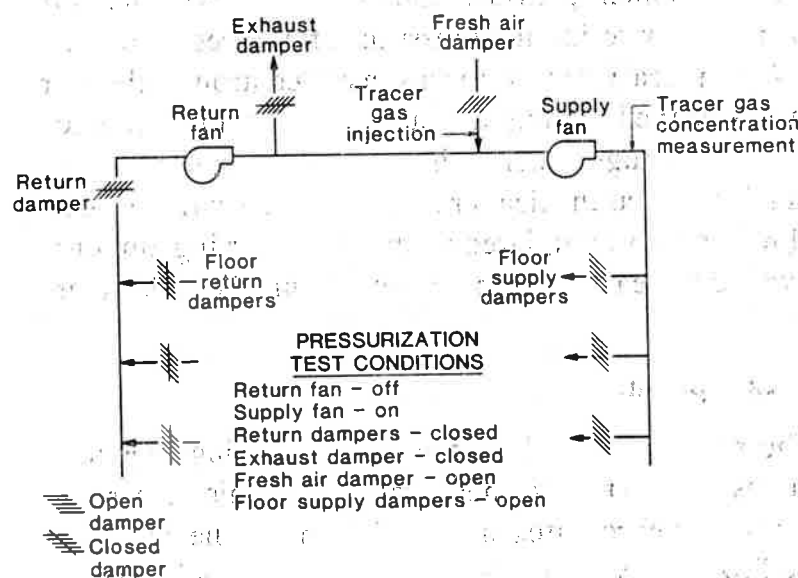 Exhaust
damper
Fresh air
damper
Return
fan
Tracer
gas
injection
Supply
fan
Tracer gas
concentration
measurement
Return
damper
Floor
return
dampers
Floor
supply
dampers
PRESSURIZATION
TEST CONDITIONS
Return fan – off
Supply fan – on
Return dampers – closed
Exhaust damper – closed
Fresh air damper – open
Floor supply dampers – open
Open
damper
Closed
damper